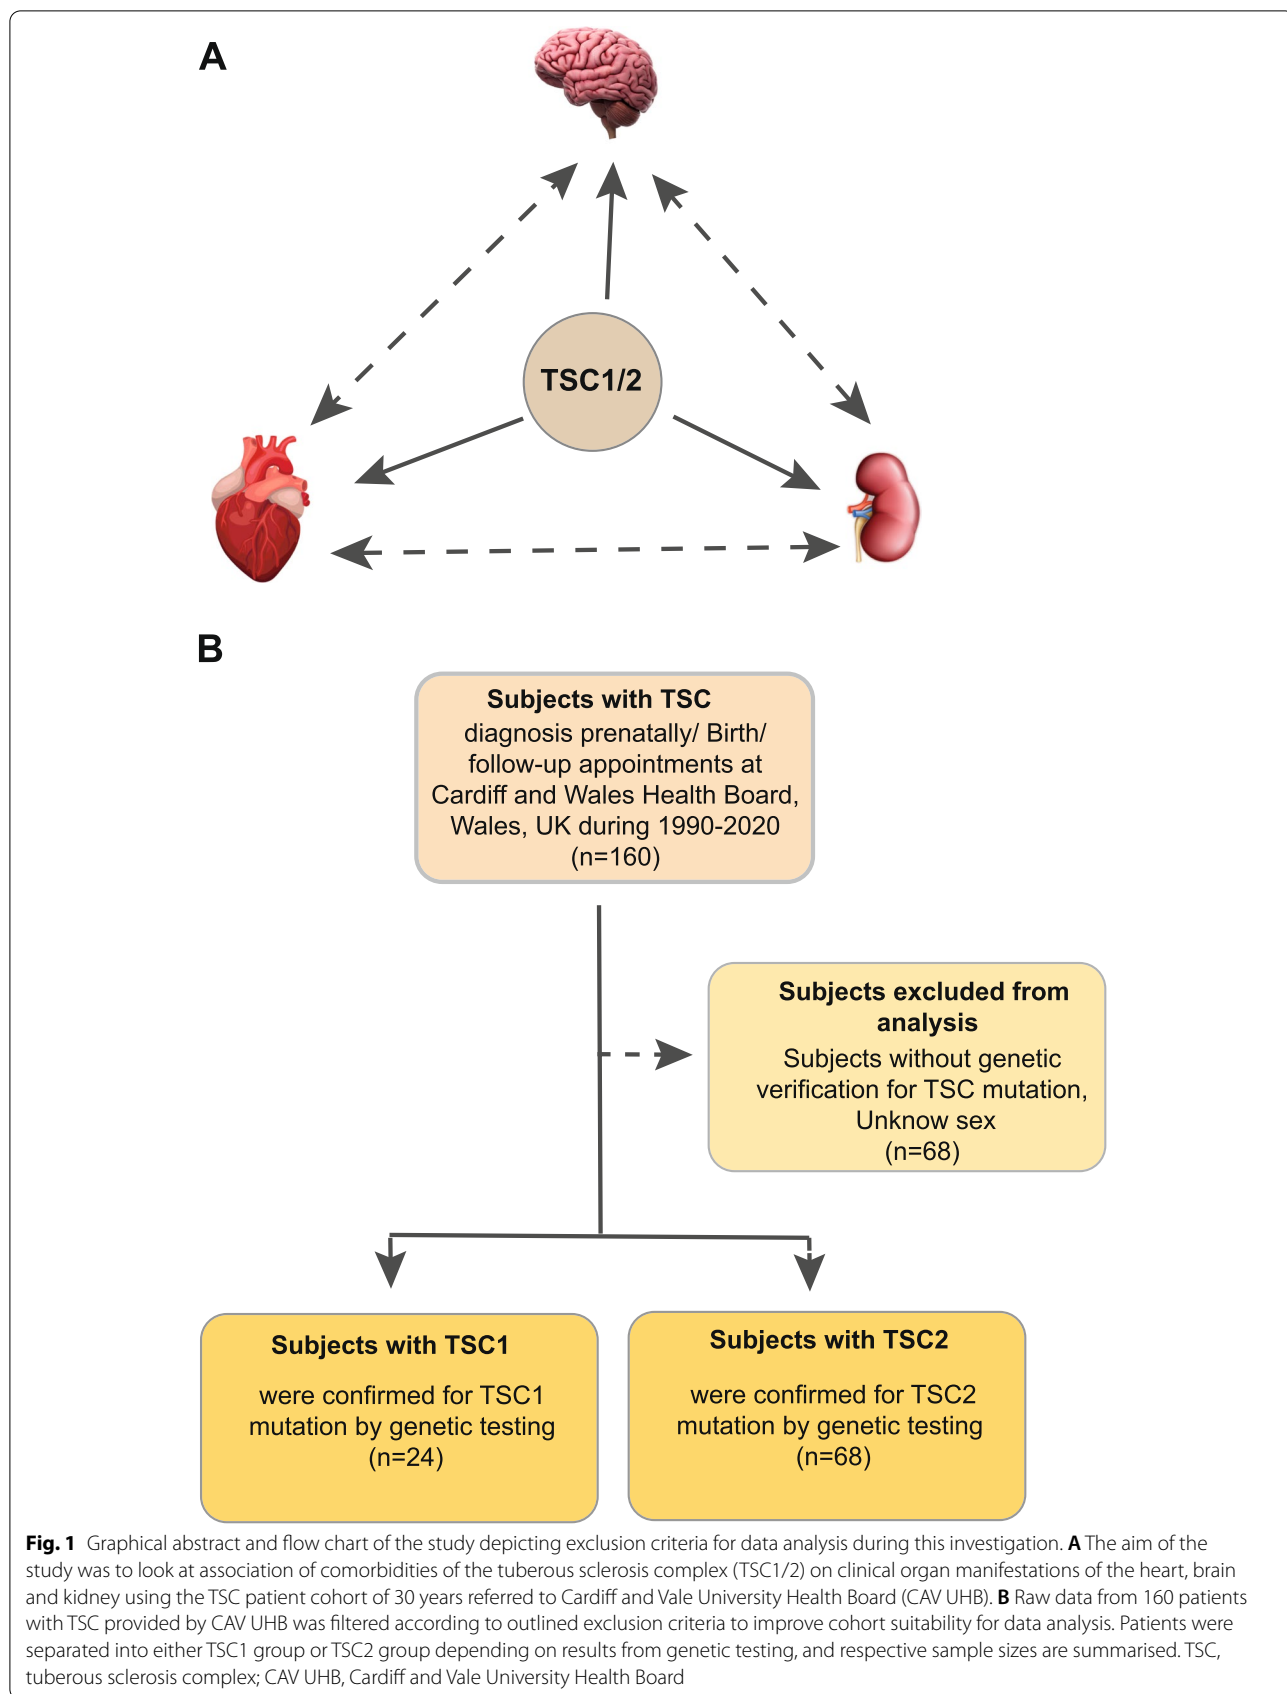 A
TSC1/2
B
Subjects with TSC
diagnosis prenatally/ Birth/
follow-up appointments at
Cardiff and Wales Health Board,
Wales, UK during 1990-2020
(n=160)
Subjects excluded from
analysis
Subjects without genetic
verification for TSC mutation,
Unknow sex
(n=68)
Subjects with TSC1
were confirmed for TSC1
mutation by genetic testing
(n=24)
Subjects with TSC2
were confirmed for TSC2
mutation by genetic testing
(n=68)
Fig. 1 Graphical abstract and flow chart of the study depicting exclusion criteria for data analysis during this investigation. A The aim of the
study was to look at association of comorbidities of the tuberous sclerosis complex (TSC1/2) on clinical organ manifestations of the heart, brain
and kidney using the TSC patient cohort of 30 years referred to Cardiff and Vale University Health Board (CAV UHB). B Raw data from 160 patients
with TSC provided by CAV UHB was filtered according to outlined exclusion criteria to improve cohort suitability for data analysis. Patients were
separated into either TSC1 group or TSC2 group depending on results from genetic testing, and respective sample sizes are summarised. TSC,
tuberous sclerosis complex; CAV UHB, Cardiff and Vale University Health Board